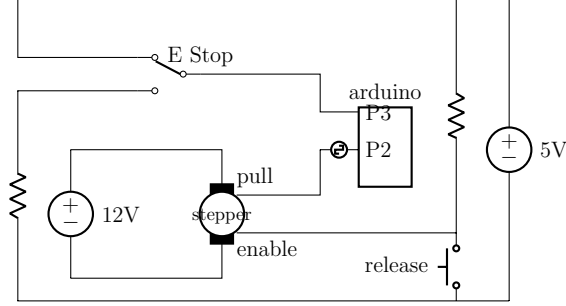 E Stop
arduino
P3
P2
5V
pull
12V
stepper
enable
release